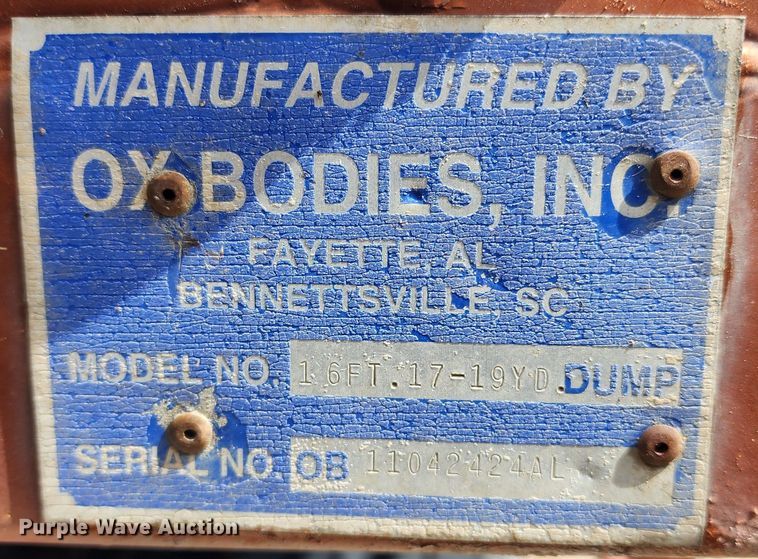 MANUFACTURED BY
OX BODIES, INC.
FAYETTE, AL
BENNETTSVILLE, SC
MODEL NO. 16FT.17-19YD. DUMP
SERIAL NO. OB 11042424AL
Purple Wave Auction